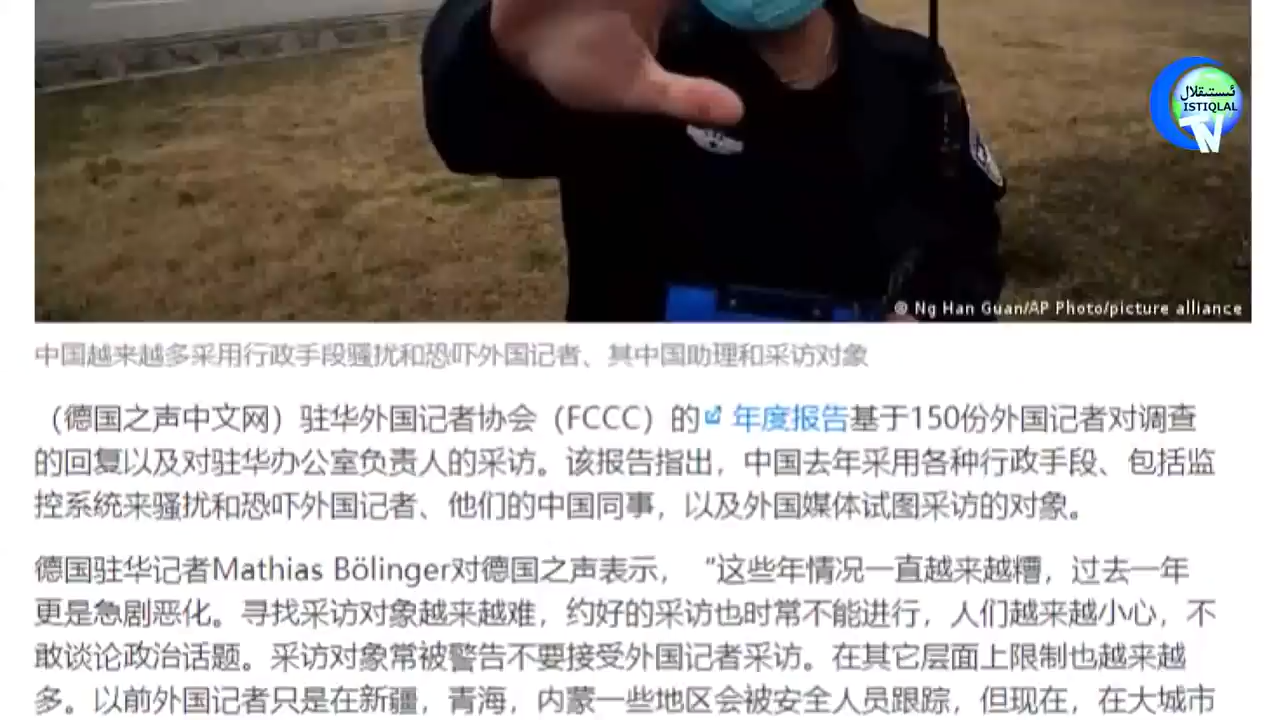 ئىستىقلال
ISTIQLAL
TV
© Ng Han Guan/AP Photo/picture alliance
中国越来越多采用行政手段骚扰和恐吓外国记者、其中国助理和采访对象
（德国之声中文网）驻华外国记者协会（FCCC）的年度报告基于150份外国记者对调查
的回复以及对驻华办公室负责人的采访。该报告指出，中国去年采用各种行政手段、包括监
控系统来骚扰和恐吓外国记者、他们的中国同事，以及外国媒体试图采访的对象。
德国驻华记者Mathias Bölinger对德国之声表示，“这些年情况一直越来越糟，过去一年
更是急剧恶化。寻找采访对象越来越难，约好的采访也时常不能进行，人们越来越小心，不
敢谈论政治话题。采访对象常被警告不要接受外国记者采访。在其它层面上限制也越来越
多。以前外国记者只是在新疆，青海，内蒙一些地区会被安全人员跟踪，但现在，在大城市